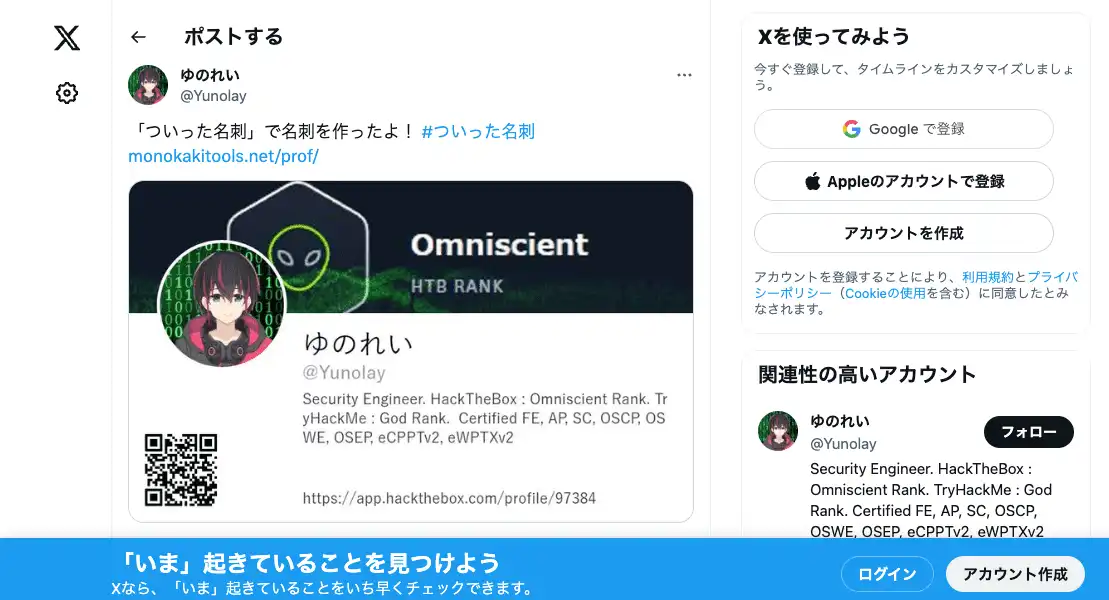 ポストする
ゆのれい
@Yunolay
「ついった名刺」で名刺を作ったよ！ #ついった名刺
monokakitools.net/prof/
Omniscient
HTB RANK
ゆのれい
@Yunolay
Security Engineer. HackTheBox : Omniscient Rank. Tr
yHackMe : God Rank.  Certified FE, AP, SC, OSCP, OS
WE, OSEP, eCPPTv2, eWPTXv2
https://app.hackthebox.com/profile/97384
Xを使ってみよう
今すぐ登録して、タイムラインをカスタマイズしましょ
う。
Google で登録
Appleのアカウントで登録
アカウントを作成
アカウントを登録することにより、利用規約とプライバ
シーポリシー（Cookieの使用を含む）に同意したとみ
なされます。
関連性の高いアカウント
ゆのれい
@Yunolay
フォロー
Security Engineer. HackTheBox :
Omniscient Rank. TryHackMe : God
Rank. Certified FE, AP, SC, OSCP,
OSWE, OSEP, eCPPTv2, eWPTXv2
「いま」起きていることを見つけよう
Xなら、「いま」起きていることをいち早くチェックできます。
ログイン
アカウント作成